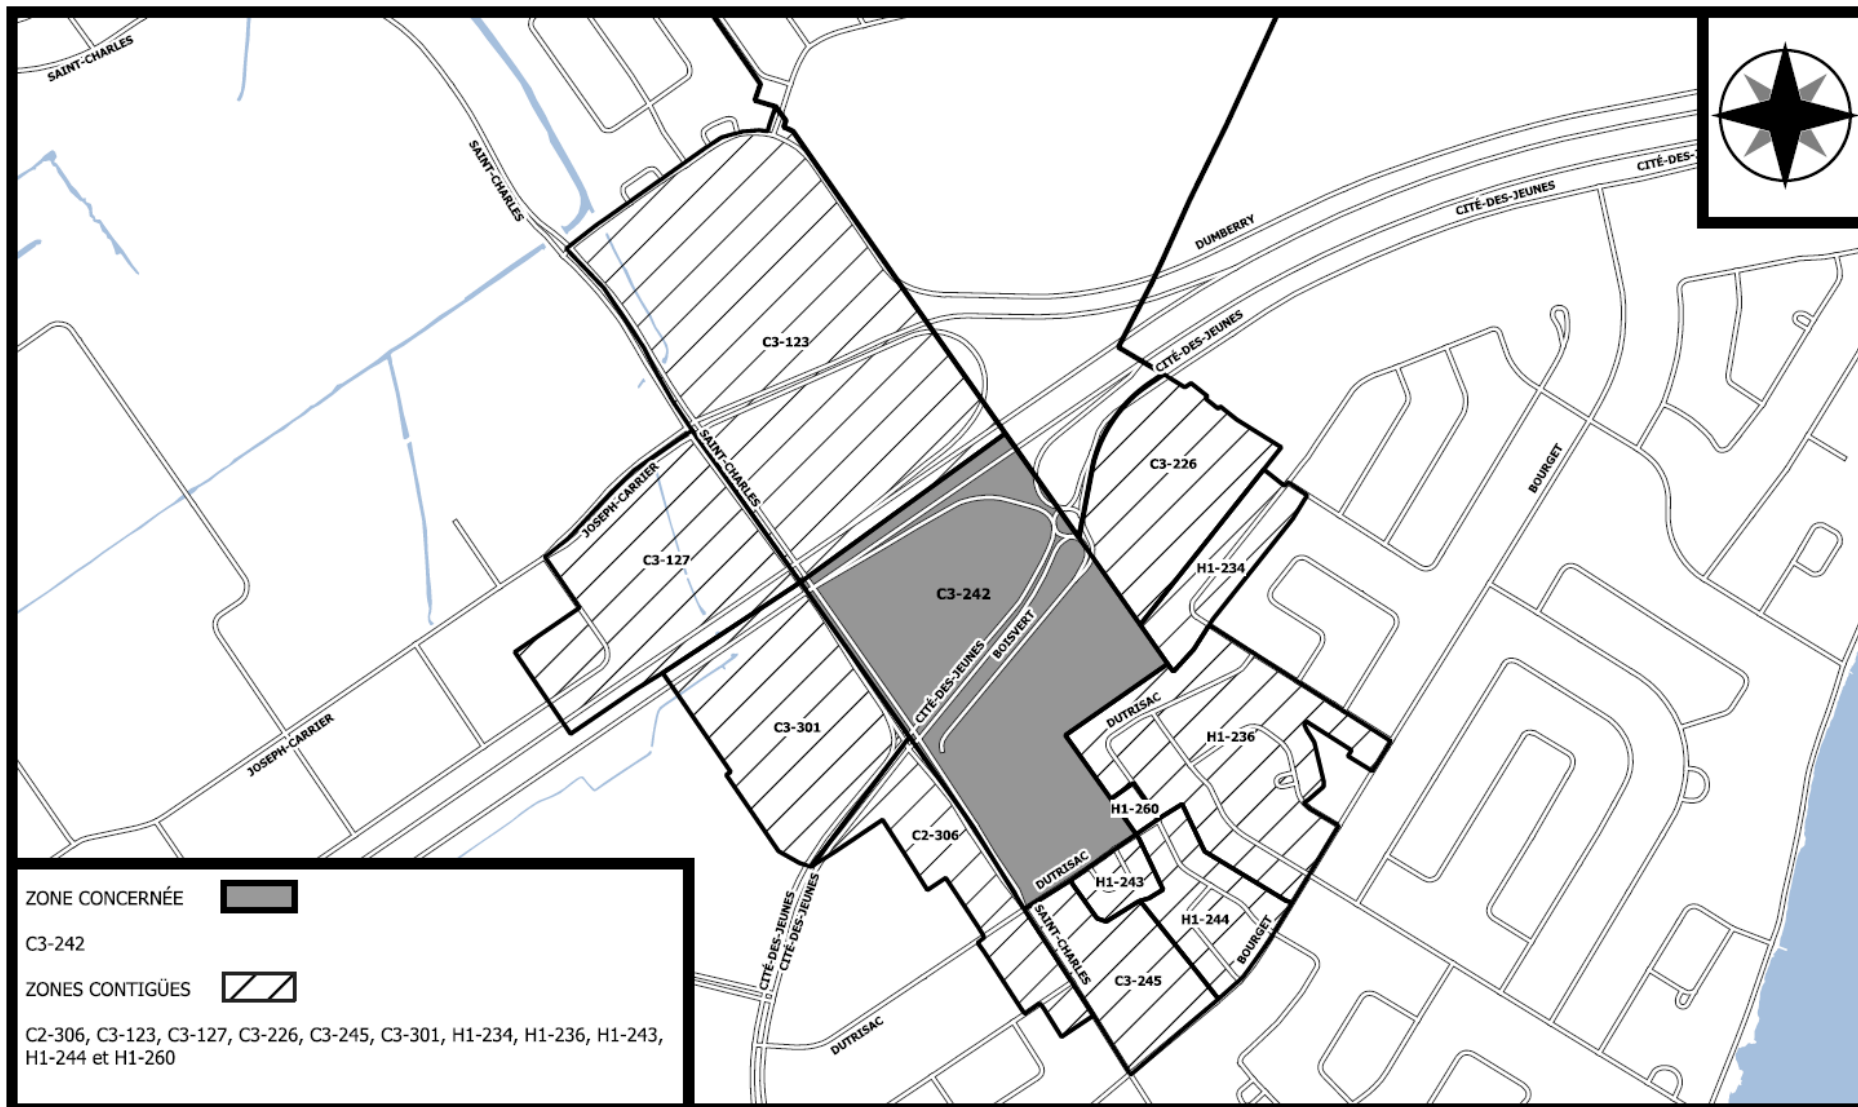 SAINT-CHARLES
SAINT-CHARLES
DUMBERRY
CITÉ-DES-J
CITÉ-DES-JEUNES
CITÉ-DES-JEUNES
C3-123
SAINT-CHARLES
JOSEPH-CARRIER
C3-127
C3-226
BOURGET
H1-234
C3-242
BOISVERT
CITÉ-DES-JEUNES
C3-301
JOSEPH-CARRIER
DUTRISAC
H1-236
H1-260
C2-306
DUTRISAC
H1-243
H1-244
BOURGET
SAINT-CHARLES
C3-245
CITÉ-DES-JEUNES
CITÉ-DES-JEUNES
DUTRISAC
ZONE CONCERNÉE
C3-242
ZONES CONTIGÜES
C2-306, C3-123, C3-127, C3-226, C3-245, C3-301, H1-234, H1-236, H1-243,
H1-244 et H1-260